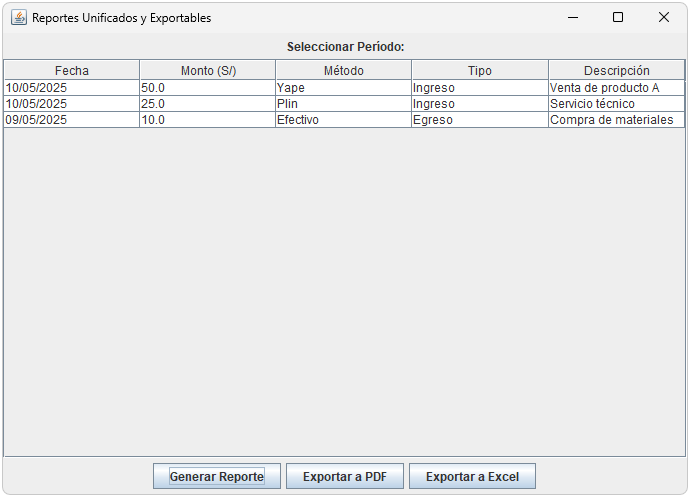 Reportes Unificados y Exportables
Seleccionar Período:
Fecha Monto (S/) Método Tipo Descripción
10/05/2025 50.0 Yape Ingreso Venta de producto A
10/05/2025 25.0 Plin Ingreso Servicio técnico
09/05/2025 10.0 Efectivo Egreso Compra de materiales
Generar Reporte Exportar a PDF Exportar a Excel